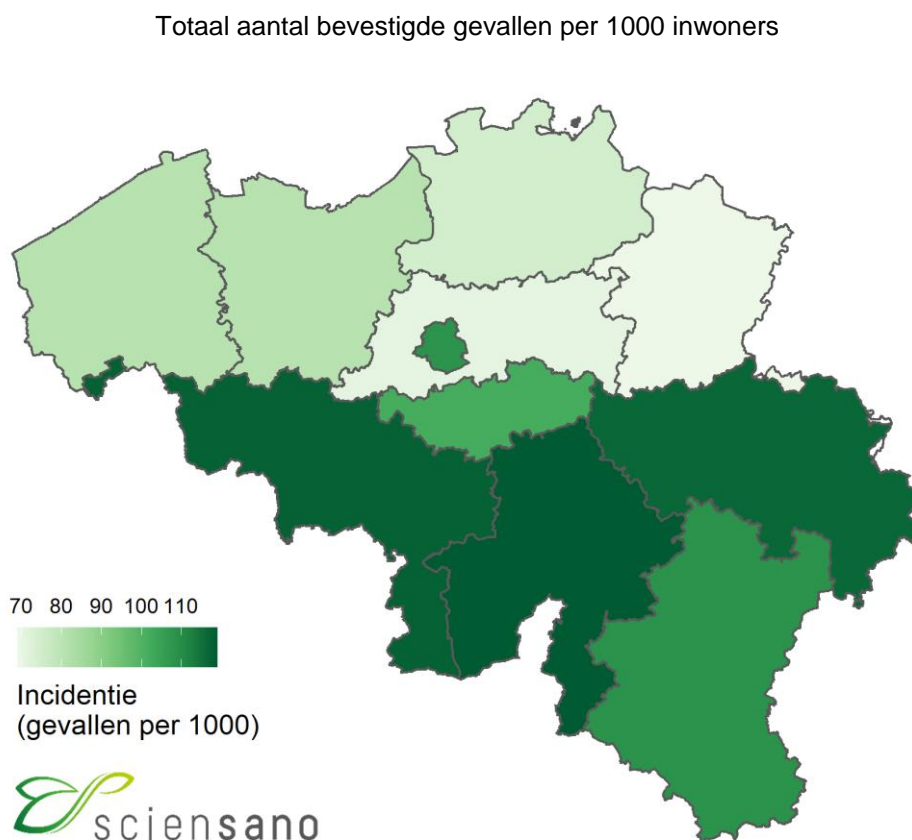 Totaal aantal bevestigde gevallen per 1000 inwoners
70 80 90 100 110
Incidentie
(gevallen per 1000)
sciensano